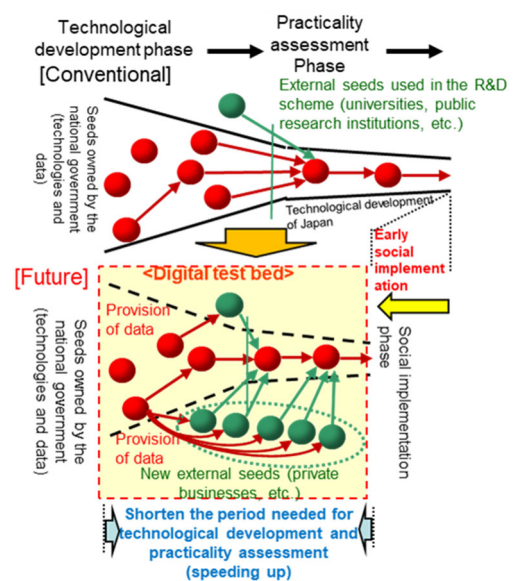 Technological
development phase
Practicality
assessment
Phase
[Conventional]
External seeds used in the R&D
scheme (universities, public
research institutions, etc.)
Seeds owned by the
national government
(technologies and
data)
Technological development
of Japan
Early
social
implement
ation
[Future]
<Digital test bed>
Provision
of data
Seeds owned by the
national government
(technologies and data)
Social implementation
phase
Provision
of data
New external seeds (private
businesses, etc.)
Shorten the period needed for
technological development and
practicality assessment
(speeding up)